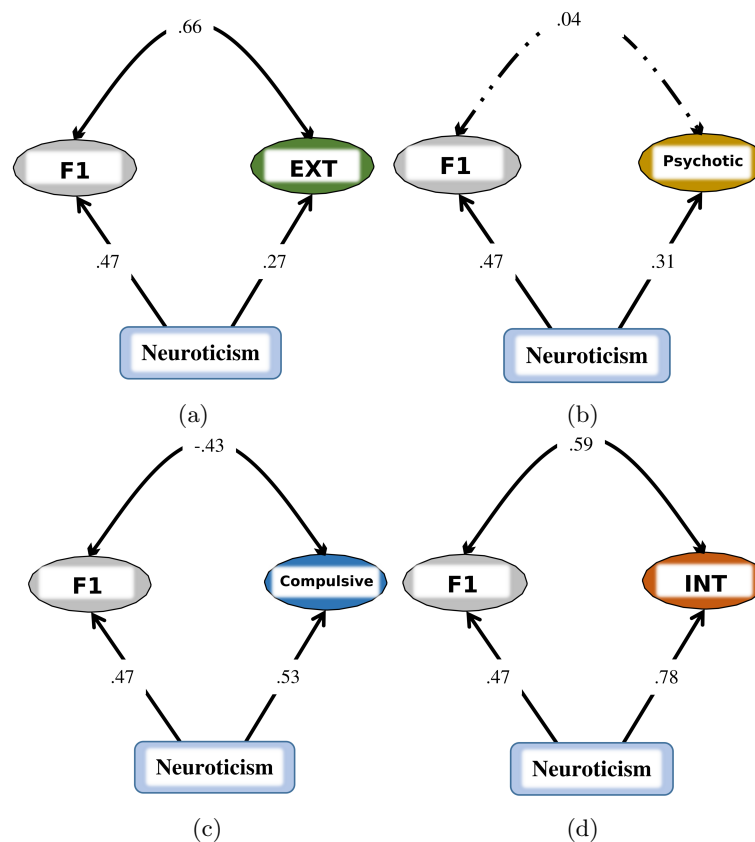 .66
F1
EXT
.47
.27
Neuroticism
(a)
.04
F1
Psychotic
.47
.31
Neuroticism
(b)
-.43
F1
Compulsive
.47
.53
Neuroticism
(c)
.59
F1
INT
.47
.78
Neuroticism
(d)